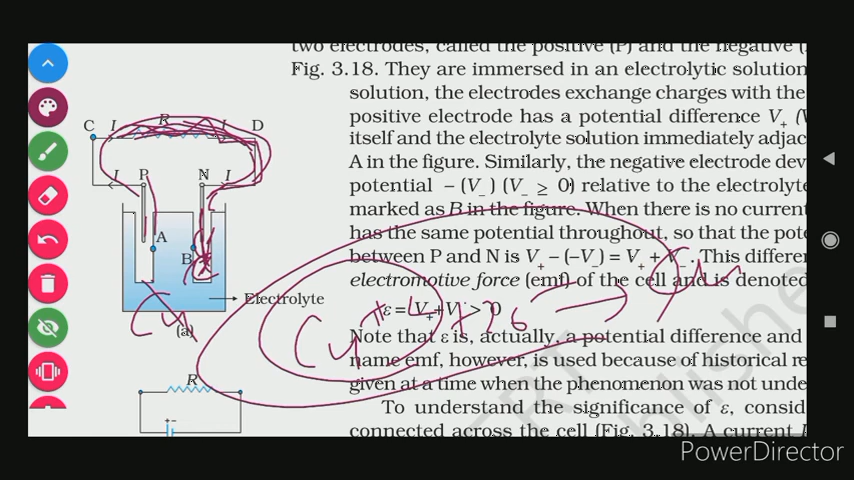 two electrodes, called the positive (P) and the negative (
Fig. 3.18. They are immersed in an electrolytic solution
solution, the electrodes exchange charges with the
positive electrode has a potential difference V₊ (V
itself and the electrolyte solution immediately adjac
A in the figure. Similarly, the negative electrode dev
potential – (V₋) (V₋ ≥ 0) relative to the electrolyte
marked as B in the figure. When there is no current
has the same potential throughout, so that the pote
between P and N is V₊ – (–V₋) = V₊ + V₋. This differen
electromotive force (emf) of the cell and is denoted
ε = V₊+V₋ > 0
Note that ε is, actually, a potential difference and
name emf, however, is used because of historical re
given at a time when the phenomenon was not unde
To understand the significance of ε, consid
connected across the cell (Fig. 3.18). A current I
C I R I D
I P N I
A
B
Electrolyte
(a)
R
+ –
Cu
PowerDirector